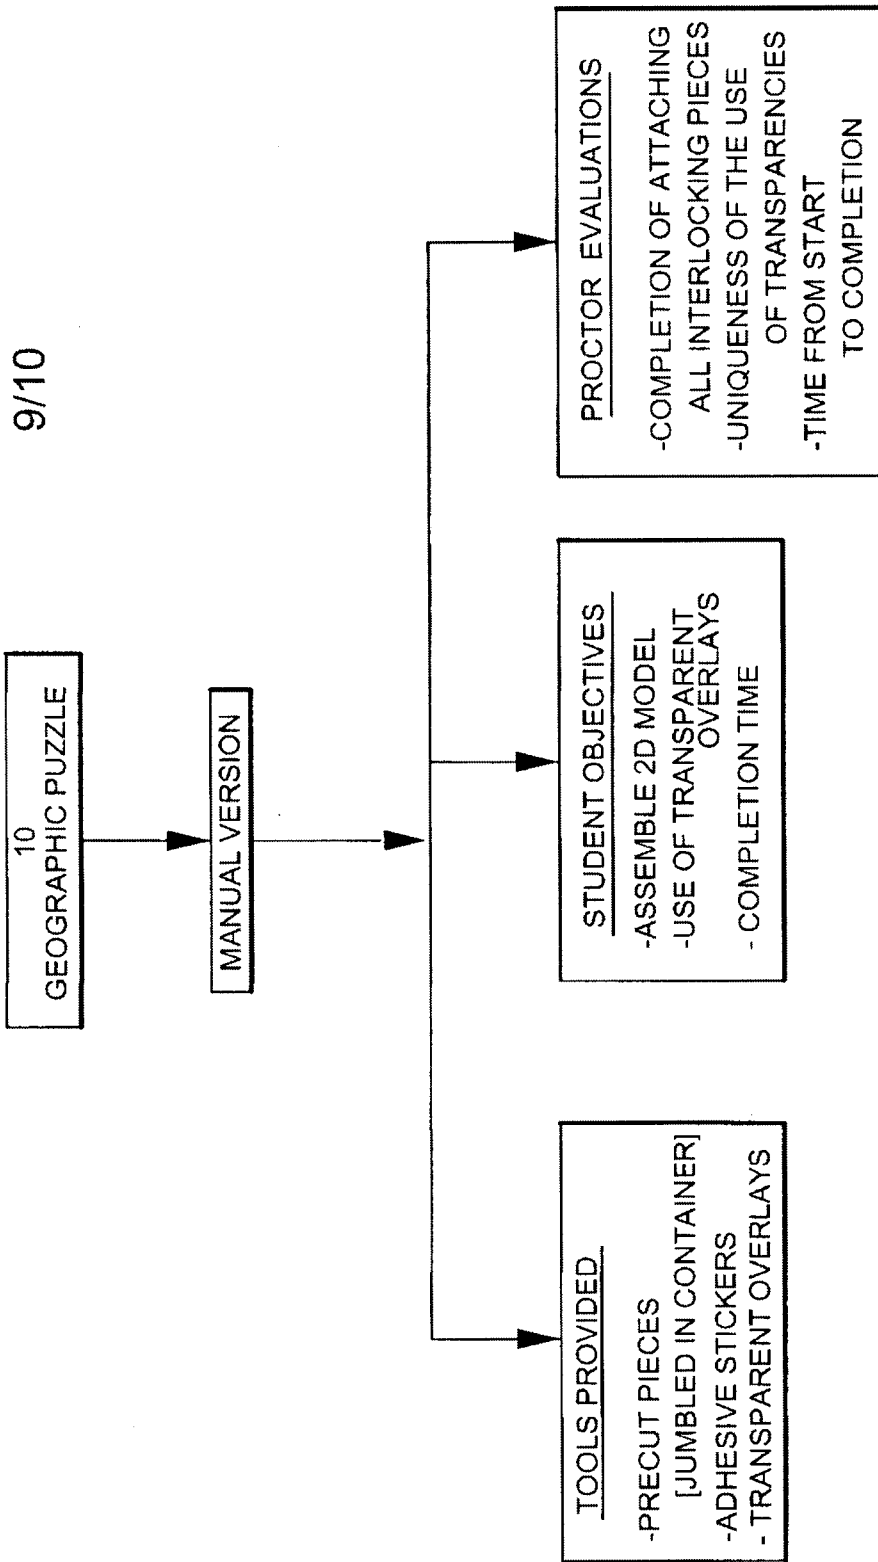 9/10
10
GEOGRAPHIC PUZZLE
MANUAL VERSION
TOOLS PROVIDED
-PRECUT PIECES
[JUMBLED IN CONTAINER]
-ADHESIVE STICKERS
- TRANSPARENT OVERLAYS
STUDENT OBJECTIVES
-ASSEMBLE 2D MODEL
-USE OF TRANSPARENT
OVERLAYS
- COMPLETION TIME
PROCTOR EVALUATIONS
-COMPLETION OF ATTACHING
ALL INTERLOCKING PIECES
-UNIQUENESS OF THE USE
OF TRANSPARENCIES
-TIME FROM START
TO COMPLETION